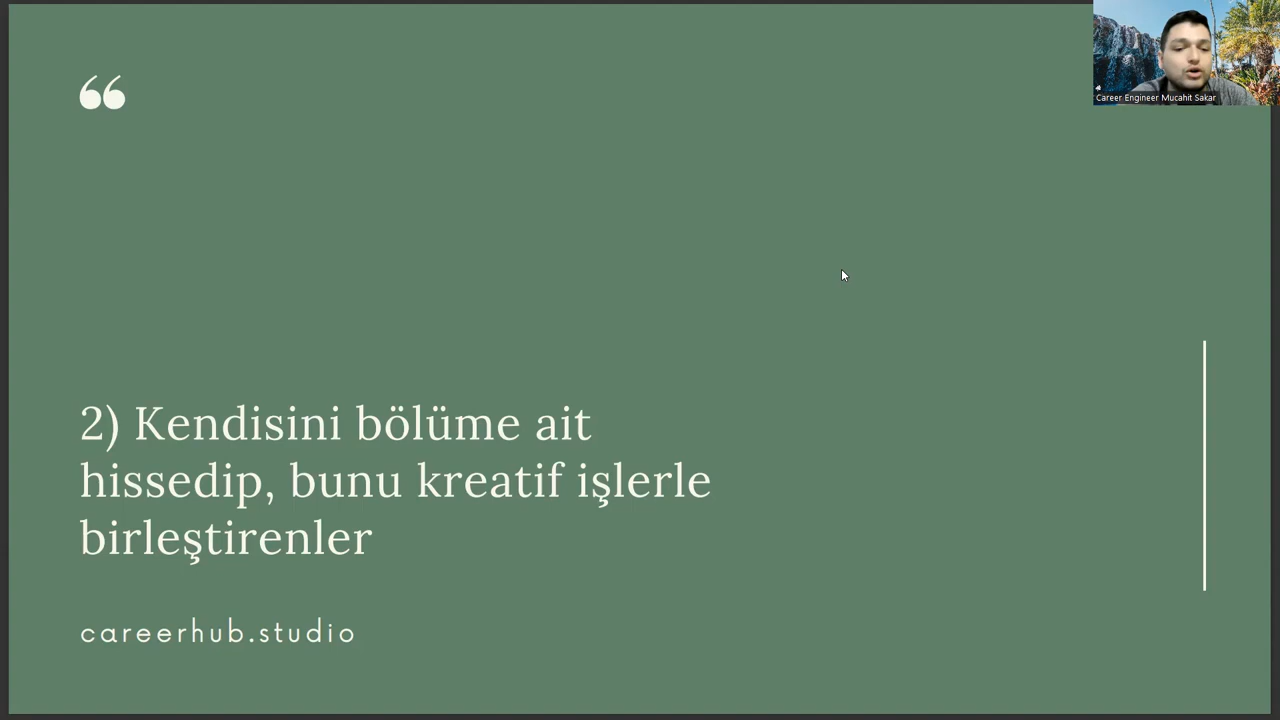 Career Engineer Mucahit Sakar
“
2) Kendisini bölüme ait
hissedip, bunu kreatif işlerle
birleştirenler
careerhub.studio